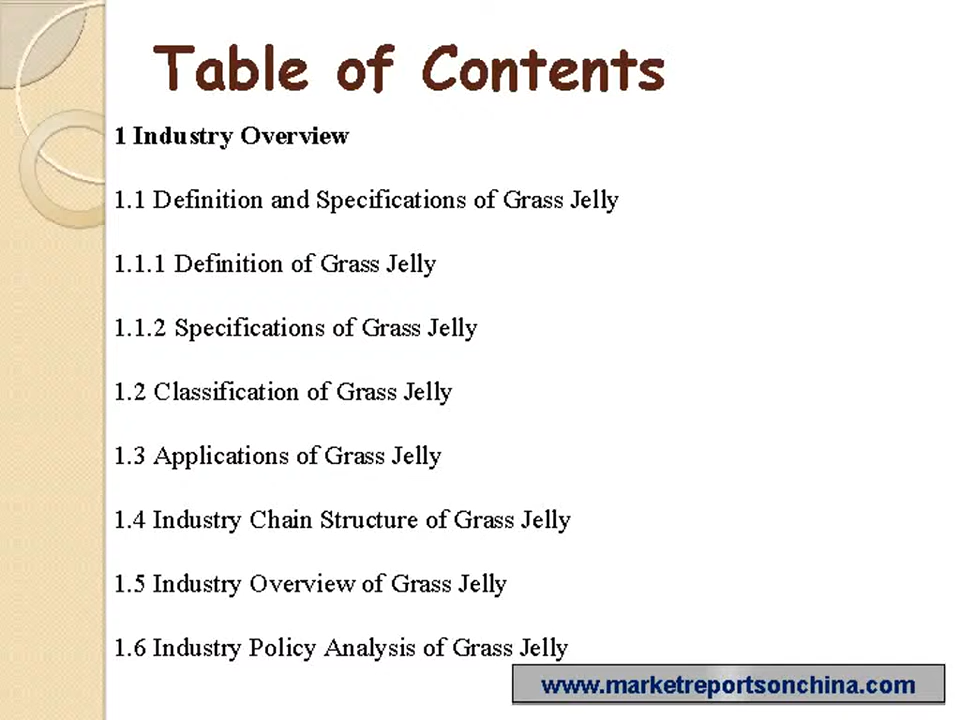 Table of Contents
1 Industry Overview
1.1 Definition and Specifications of Grass Jelly
1.1.1 Definition of Grass Jelly
1.1.2 Specifications of Grass Jelly
1.2 Classification of Grass Jelly
1.3 Applications of Grass Jelly
1.4 Industry Chain Structure of Grass Jelly
1.5 Industry Overview of Grass Jelly
1.6 Industry Policy Analysis of Grass Jelly
www.marketreportsonchina.com